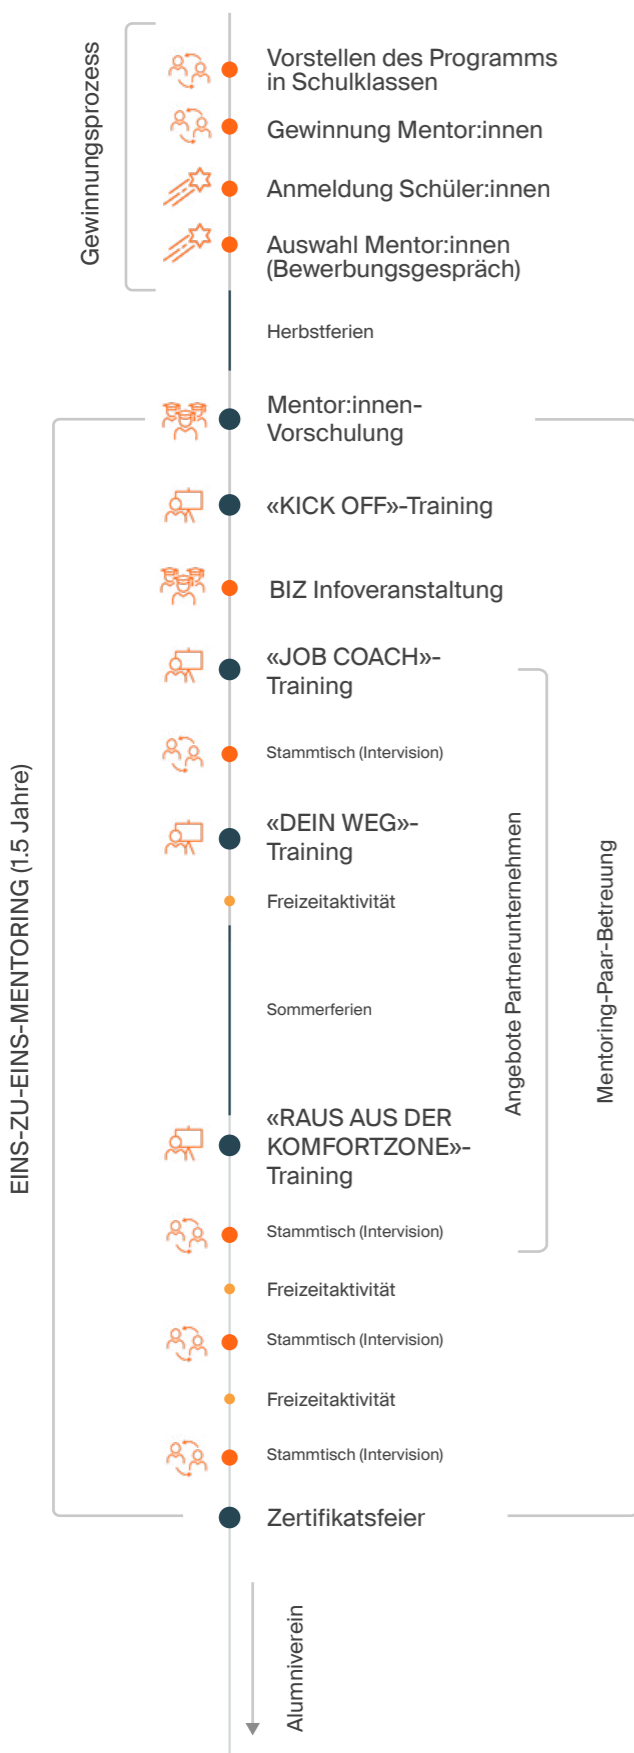 Gewinnungsprozess
Vorstellen des Programms
in Schulklassen
Gewinnung Mentor:innen
Anmeldung Schüler:innen
Auswahl Mentor:innen
(Bewerbungsgespräch)
Herbstferien
EINS-ZU-EINS-MENTORING (1.5 Jahre)
Mentor:innen-
Vorschulung
«KICK OFF»-Training
BIZ Infoveranstaltung
«JOB COACH»-
Training
Stammtisch (Intervision)
«DEIN WEG»-
Training
Freizeitaktivität
Sommerferien
«RAUS AUS DER
KOMFORTZONE»-
Training
Stammtisch (Intervision)
Freizeitaktivität
Stammtisch (Intervision)
Freizeitaktivität
Stammtisch (Intervision)
Zertifikatsfeier
Angebote Partnerunternehmen
Mentoring-Paar-Betreuung
Alumniverein